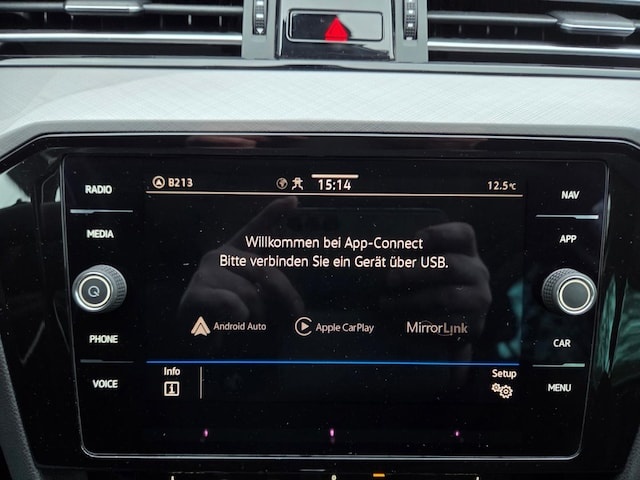 B213
15:14
12.5°C
RADIO
MEDIA
PHONE
VOICE
Willkommen bei App-Connect
Bitte verbinden Sie ein Gerät über USB.
Android Auto
Apple CarPlay
MirrorLink
Info
Setup
NAV
APP
CAR
MENU